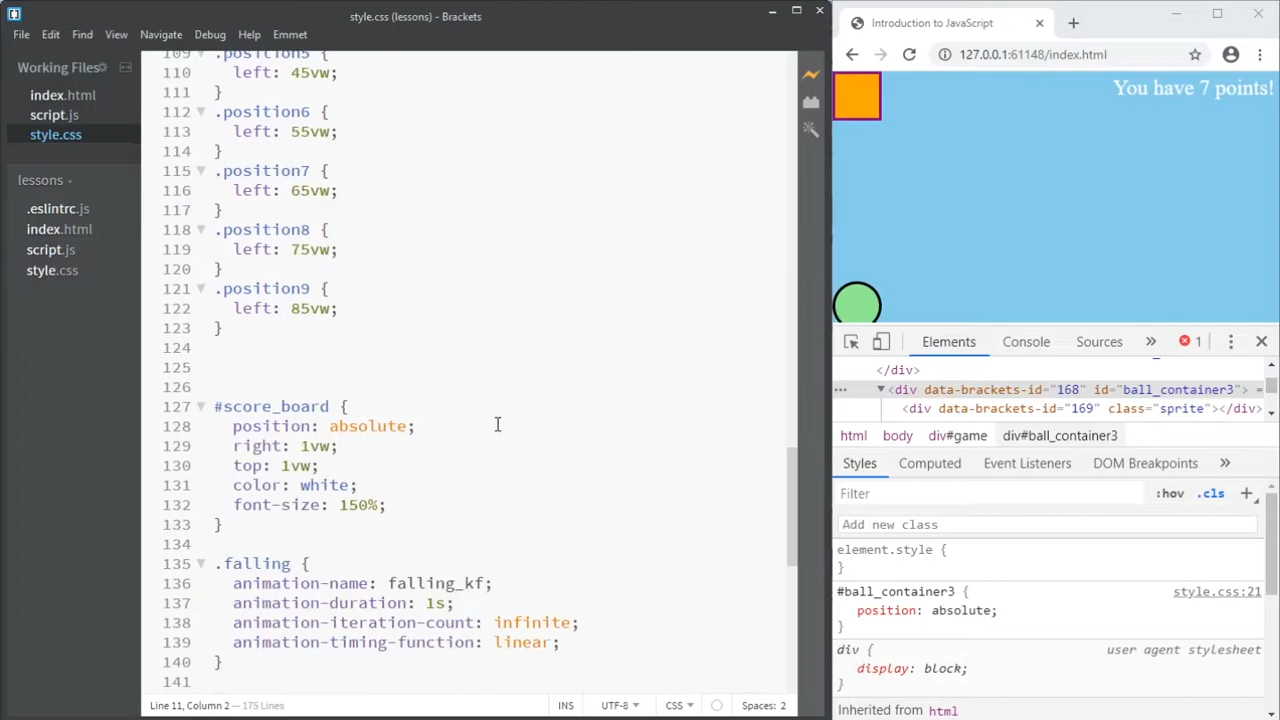 style.css (lessons) - Brackets
File Edit Find View Navigate Debug Help Emmet
Working Files
index.html
script.js
style.css
lessons
.eslintrc.js
index.html
script.js
style.css
109 .position5 {
110 left: 45vw;
111 }
112 .position6 {
113 left: 55vw;
114 }
115 .position7 {
116 left: 65vw;
117 }
118 .position8 {
119 left: 75vw;
120 }
121 .position9 {
122 left: 85vw;
123 }
124
125
126
127 #score_board {
128 position: absolute;
129 right: 1vw;
130 top: 1vw;
131 color: white;
132 font-size: 150%;
133 }
134
135 .falling {
136 animation-name: falling_kf;
137 animation-duration: 1s;
138 animation-iteration-count: infinite;
139 animation-timing-function: linear;
140 }
141
Line 11, Column 2 — 175 Lines
INS UTF-8 CSS Spaces: 2
Introduction to JavaScript
127.0.0.1:61148/index.html
You have 7 points!
Elements Console Sources » 1
</div>
<div data-brackets-id="168" id="ball_container3"> =
<div data-brackets-id="169" class="sprite"></div>
html body div#game div#ball_container3
Styles Computed Event Listeners DOM Breakpoints »
Filter :hov .cls +
Add new class
element.style {
}
#ball_container3 { style.css:21
position: absolute;
}
div { user agent stylesheet
display: block;
}
Inherited from html